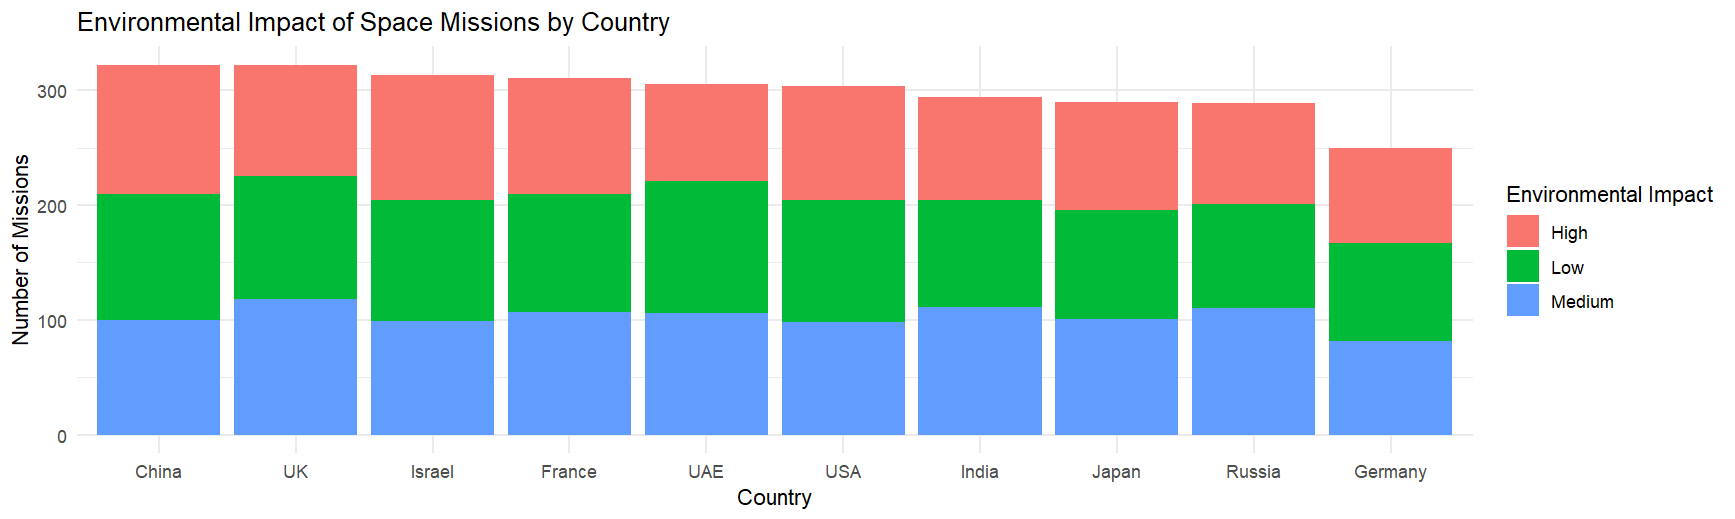 Environmental Impact of Space Missions by Country
Number of Missions
300
200
100
0
China UK Israel France UAE USA India Japan Russia Germany
Country
Environmental Impact
High
Low
Medium